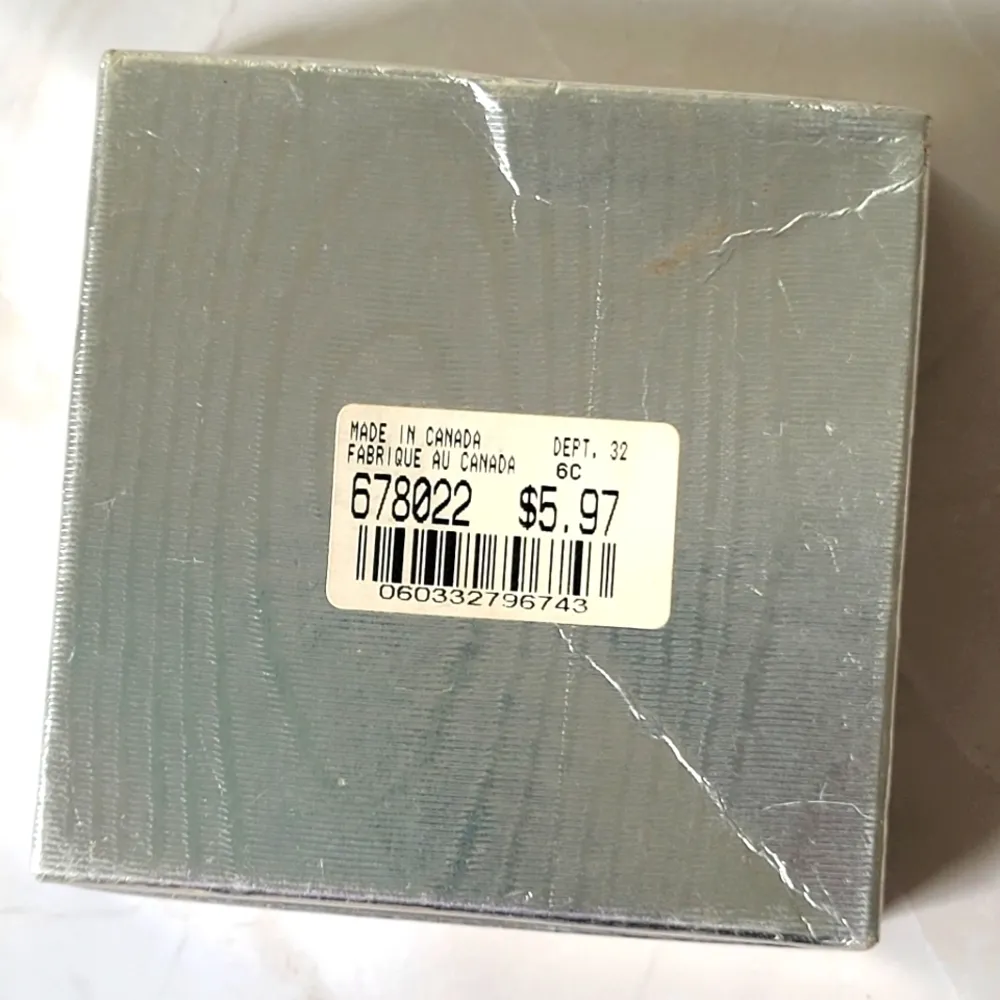 MADE IN CANADA DEPT. 32
FABRIQUE AU CANADA 6C
678022 $5.97
060332796743